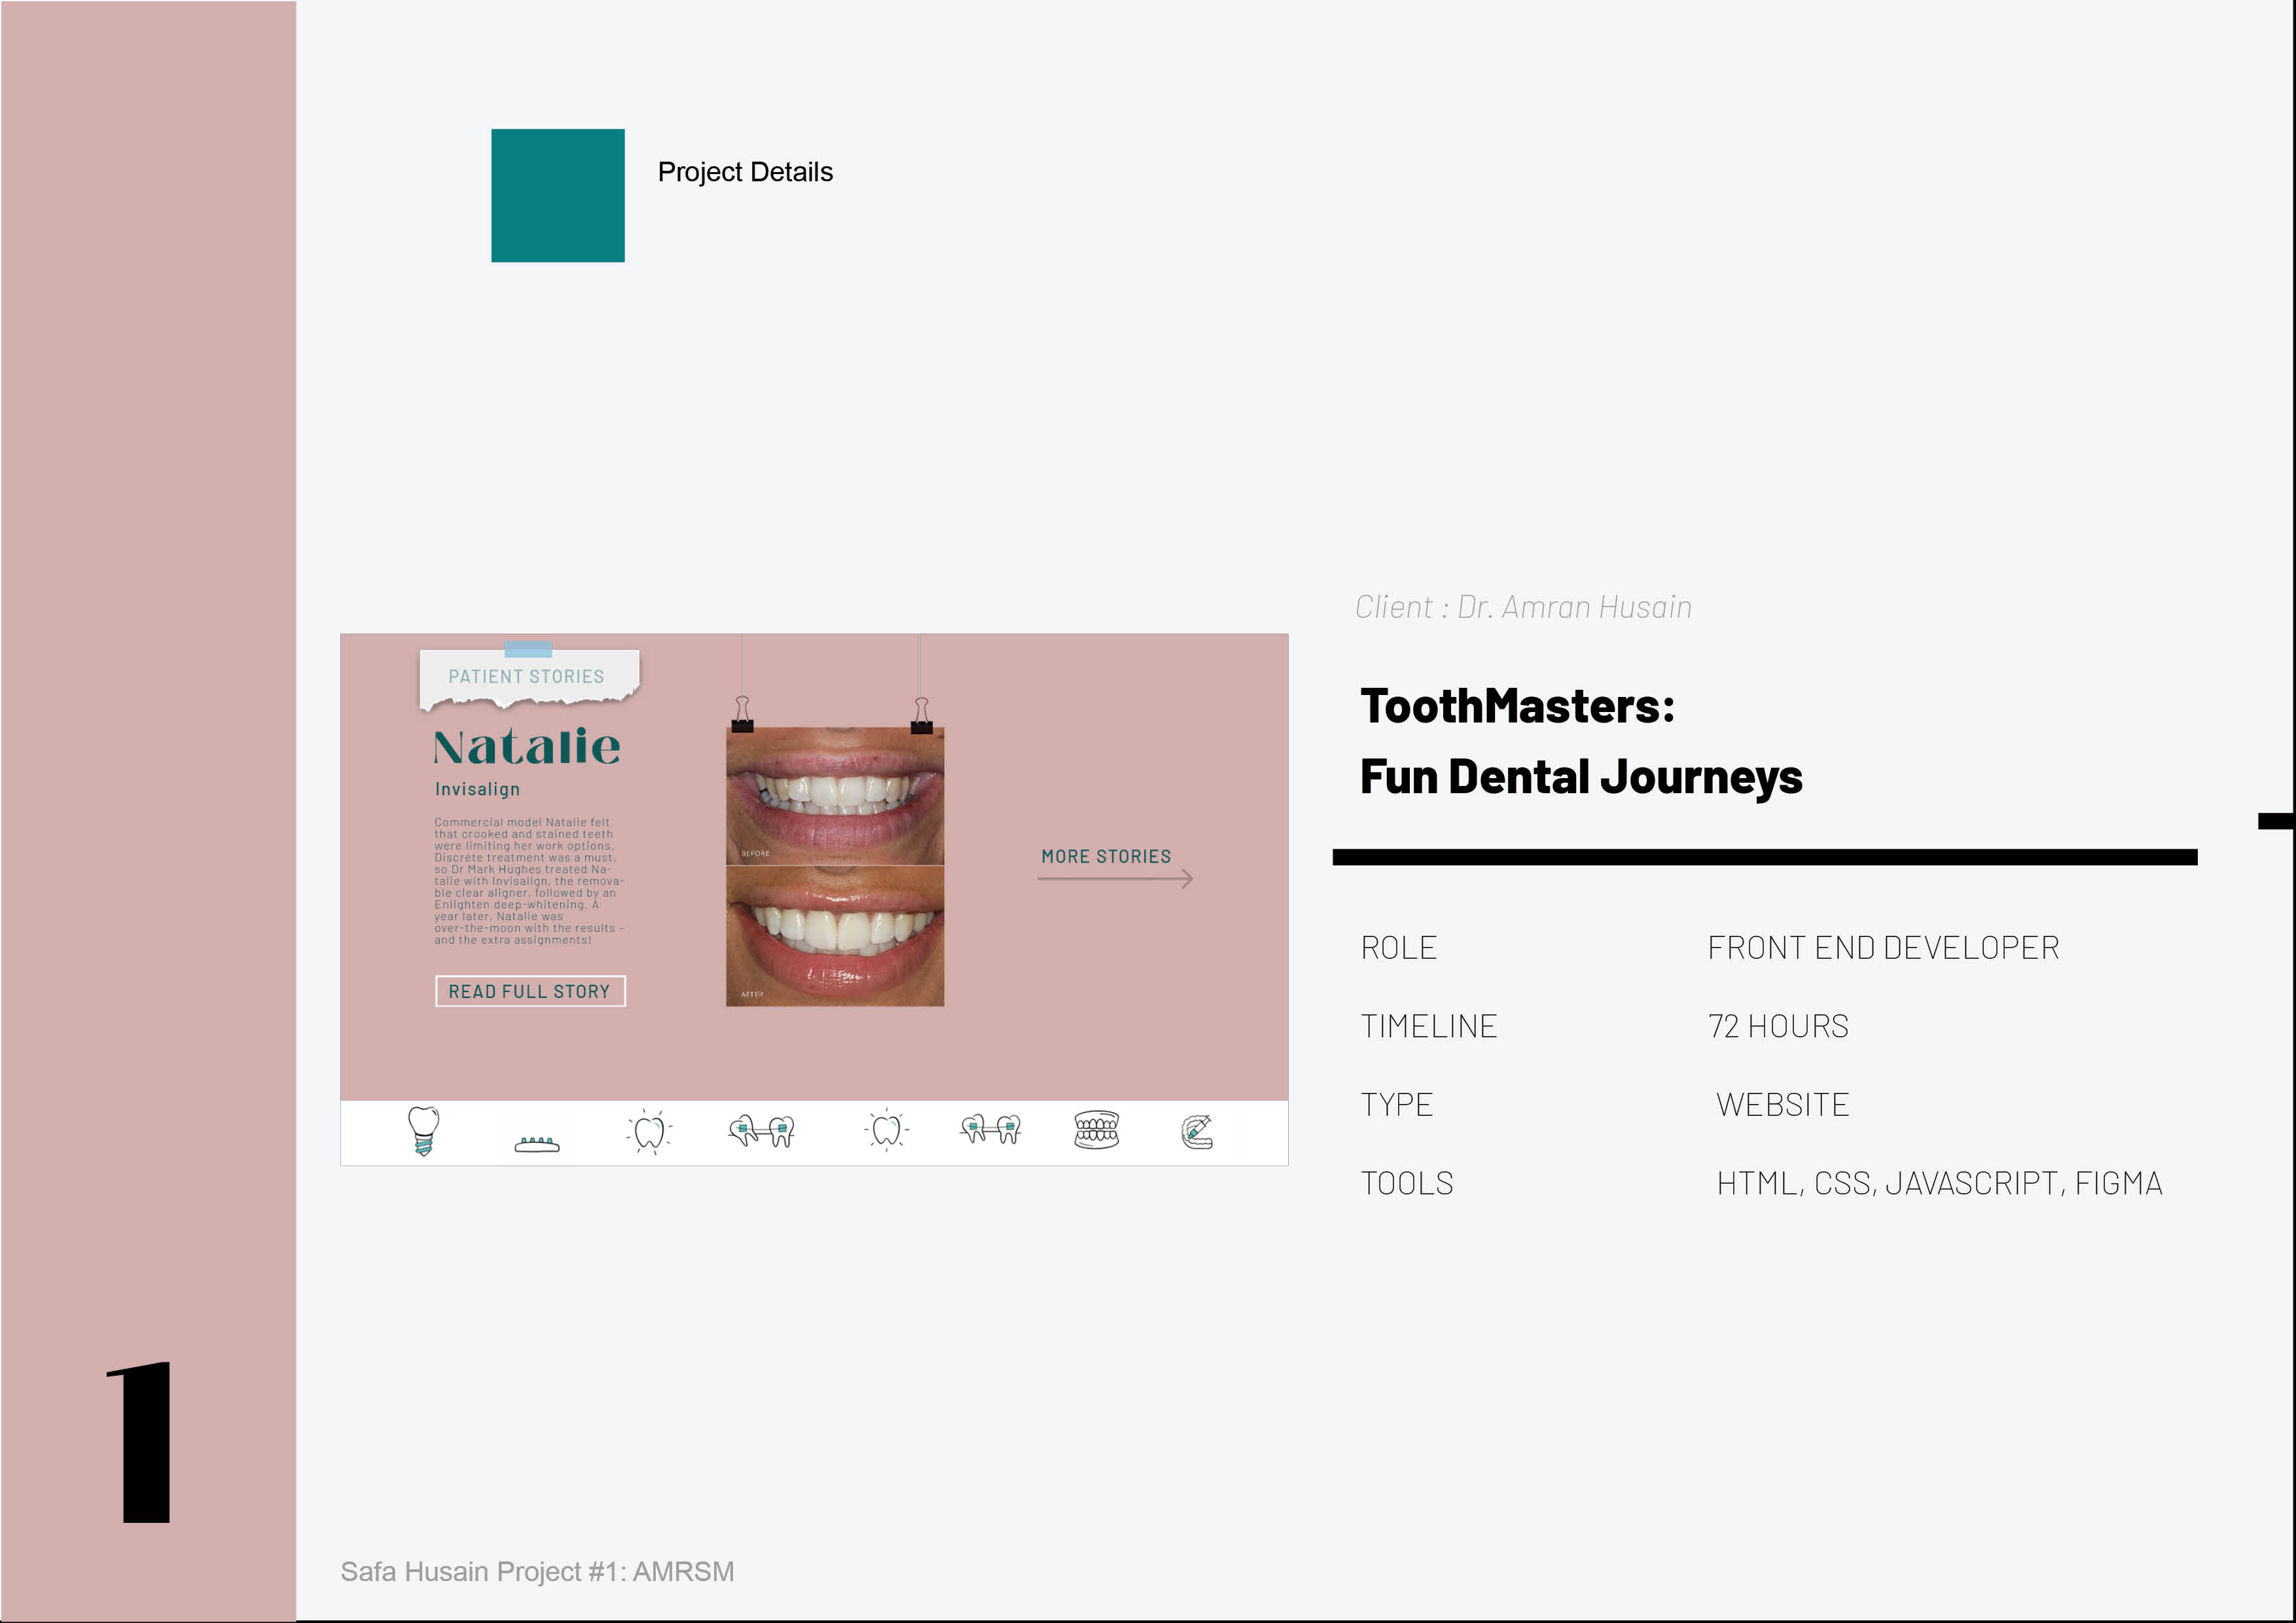 Project Details
Client : Dr. Amran Husain
ToothMasters:
Fun Dental Journeys
PATIENT STORIES
Natalie
Invisalign
Commercial model Natalie felt
that crooked and stained teeth
were limiting her work options.
Discrete treatment was a must,
so Dr Mark Hughes treated Na-
talie with Invisalign, the remova-
ble clear aligner, followed by an
Enlighten deep-whitening. A
year later, Natalie was
over-the-moon with the results –
and the extra assignments!
READ FULL STORY
BEFORE
AFTER
MORE STORIES
ROLE FRONT END DEVELOPER
TIMELINE 72 HOURS
TYPE WEBSITE
TOOLS HTML, CSS, JAVASCRIPT, FIGMA
1
Safa Husain Project #1: AMRSM